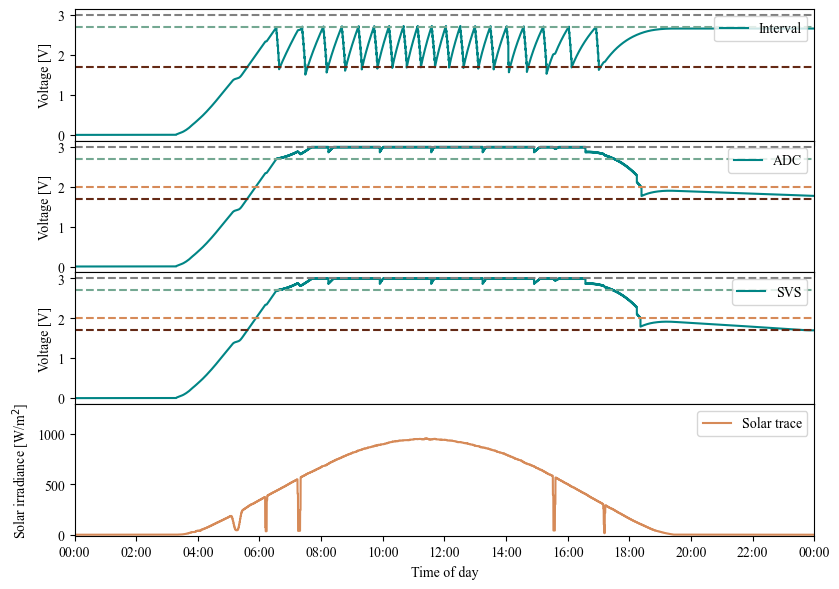 Voltage [V]
3
2
1
0
Interval
Voltage [V]
3
2
1
0
ADC
Voltage [V]
3
2
1
0
SVS
Solar irradiance [W/m²]
1000
500
0
Solar trace
00:00 02:00 04:00 06:00 08:00 10:00 12:00 14:00 16:00 18:00 20:00 22:00 00:00
Time of day